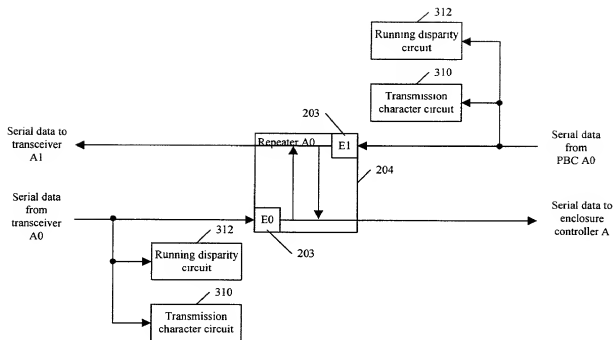 312
Running disparity
circuit
310
Transmission
character circuit
203
Serial data to
transceiver
A1
Repeater A0
E1
Serial data
from
PBC A0
204
Serial data
from
transceiver
A0
E0
Serial data to
enclosure
controller A
312
203
Running disparity
circuit
310
Transmission
character circuit